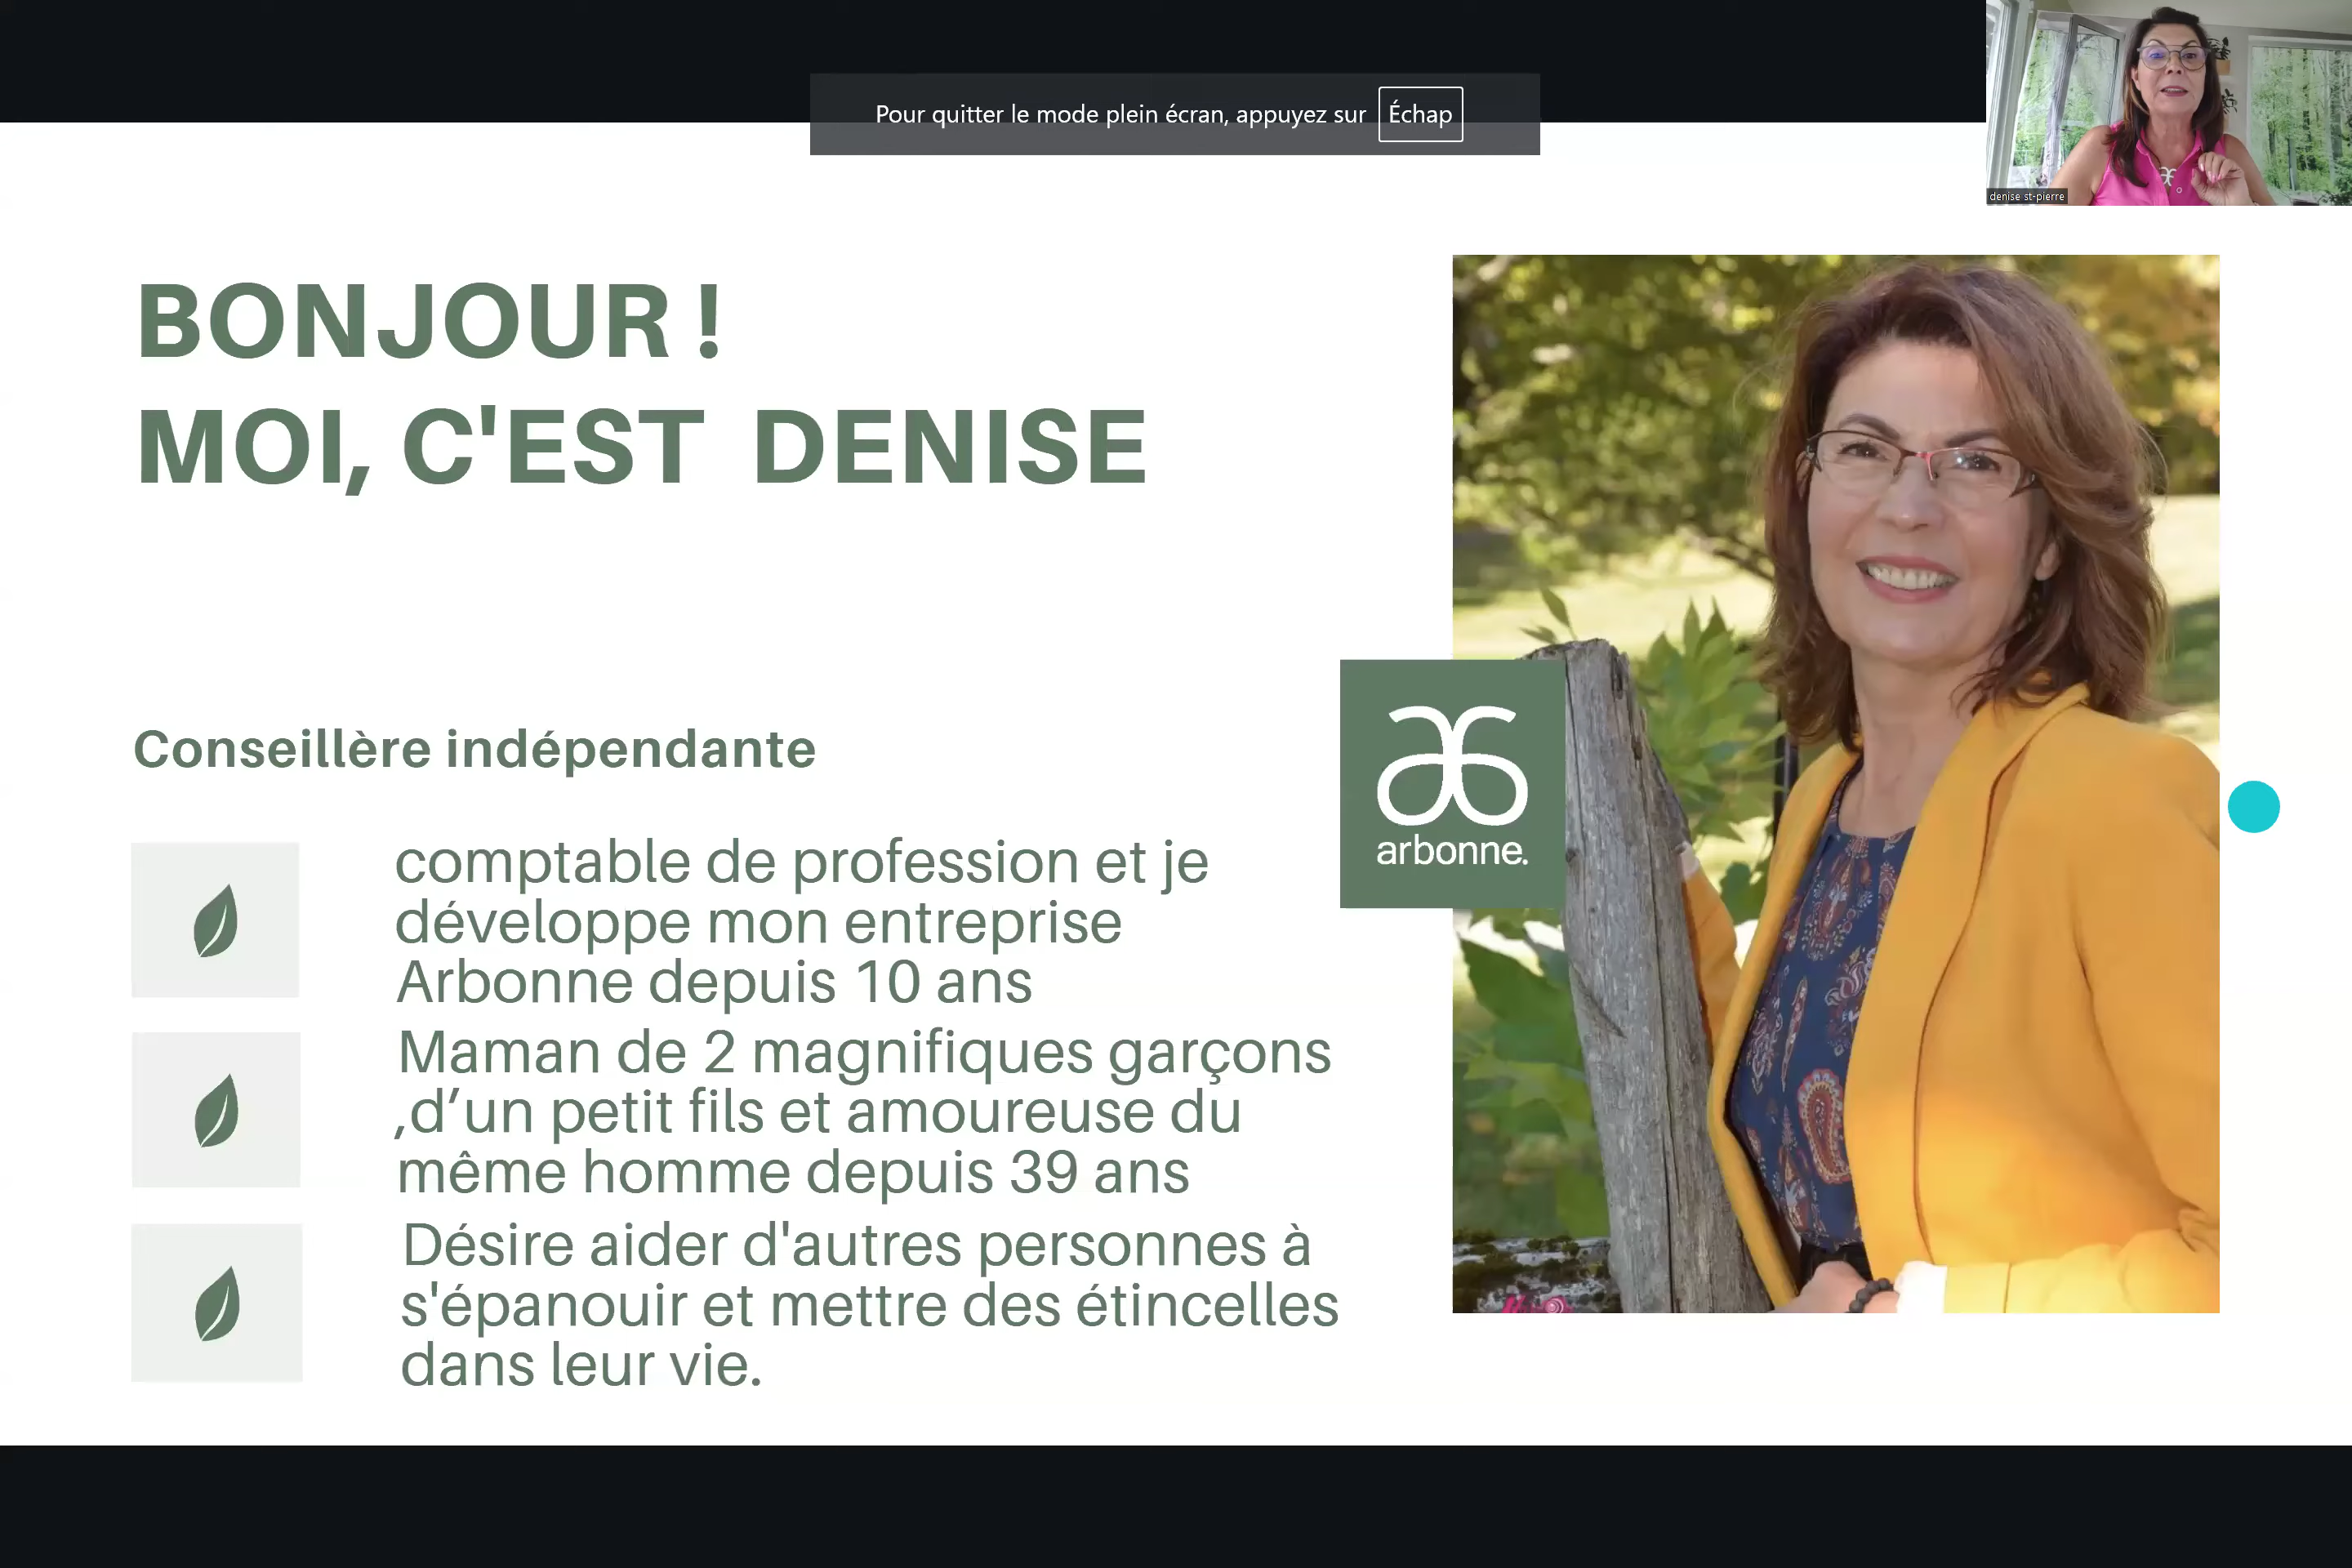 Pour quitter le mode plein écran, appuyez sur Échap
denise st-pierre
BONJOUR !
MOI, C'EST DENISE
Conseillère indépendante
comptable de profession et je
développe mon entreprise
Arbonne depuis 10 ans
Maman de 2 magnifiques garçons
,d’un petit fils et amoureuse du
même homme depuis 39 ans
Désire aider d'autres personnes à
s'épanouir et mettre des étincelles
dans leur vie.
arbonne.